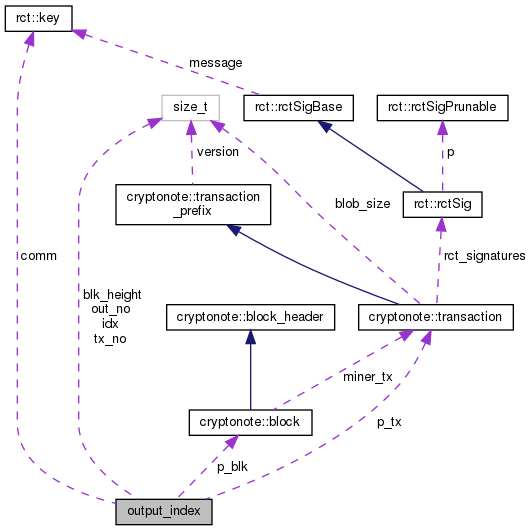 rct::key
message
size_t
rct::rctSigBase
rct::rctSigPrunable
version
p
cryptonote::transaction
_prefix
blob_size
rct::rctSig
comm
rct_signatures
blk_height
out_no
idx
tx_no
cryptonote::block_header
cryptonote::transaction
miner_tx
cryptonote::block
p_tx
p_blk
output_index